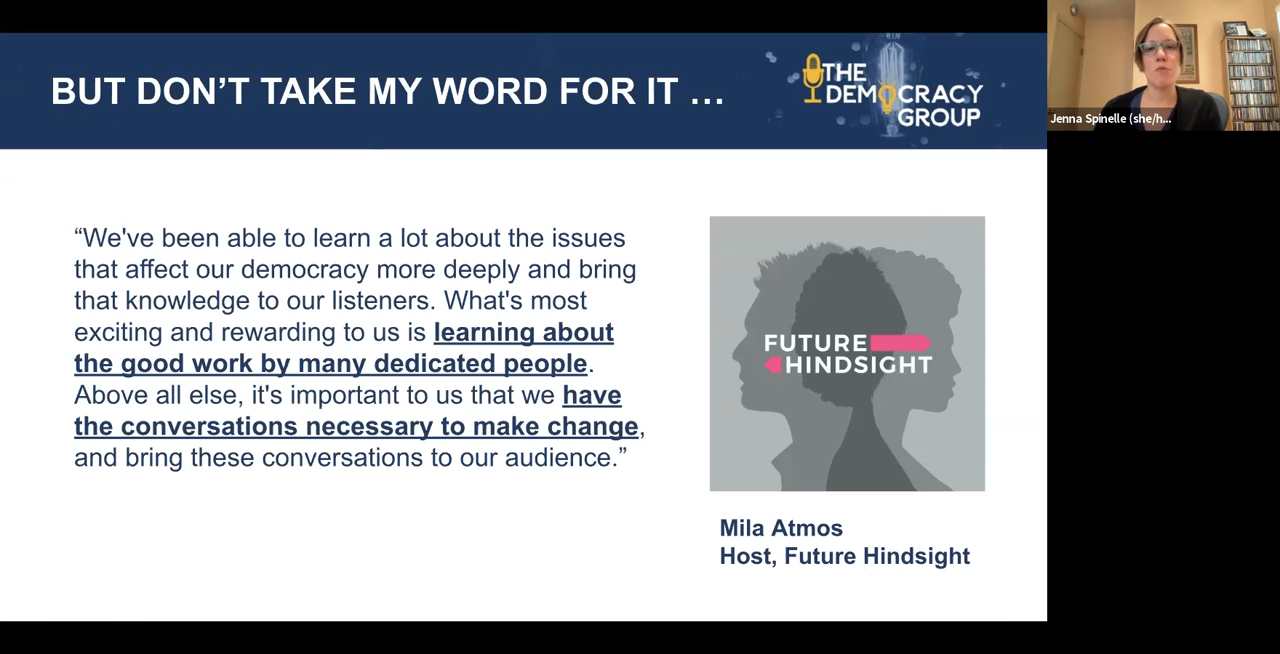 BUT DON’T TAKE MY WORD FOR IT …
THE
DEMOCRACY
GROUP
Jenna Spinelle (she/h...
“We've been able to learn a lot about the issues
that affect our democracy more deeply and bring
that knowledge to our listeners. What's most
exciting and rewarding to us is learning about
the good work by many dedicated people.
Above all else, it's important to us that we have
the conversations necessary to make change,
and bring these conversations to our audience.”
FUTURE
HINDSIGHT
Mila Atmos
Host, Future Hindsight